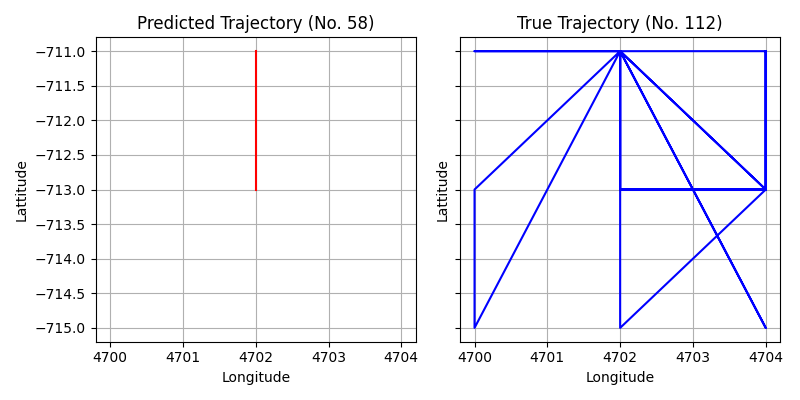 Predicted Trajectory (No. 58)
True Trajectory (No. 112)
Lattitude
−711.0
−711.5
−712.0
−712.5
−713.0
−713.5
−714.0
−714.5
−715.0
4700 4701 4702 4703 4704
Longitude
Lattitude
4700 4701 4702 4703 4704
Longitude